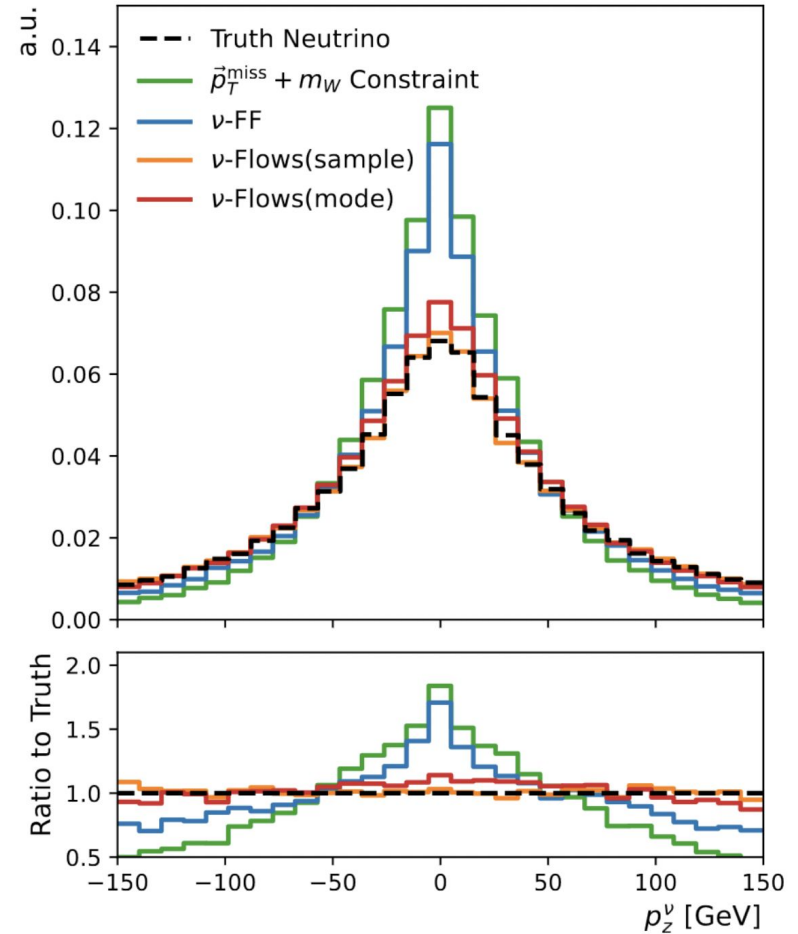 a.u.
0.14
0.12
0.10
0.08
0.06
0.04
0.02
0.00
Truth Neutrino
$\vec{p}_T^{\text{miss}} + m_W$ Constraint
ν-FF
ν-Flows(sample)
ν-Flows(mode)
Ratio to Truth
2.0
1.5
1.0
0.5
−150 −100 −50 0 50 100 150
$p_z^ν$ [GeV]